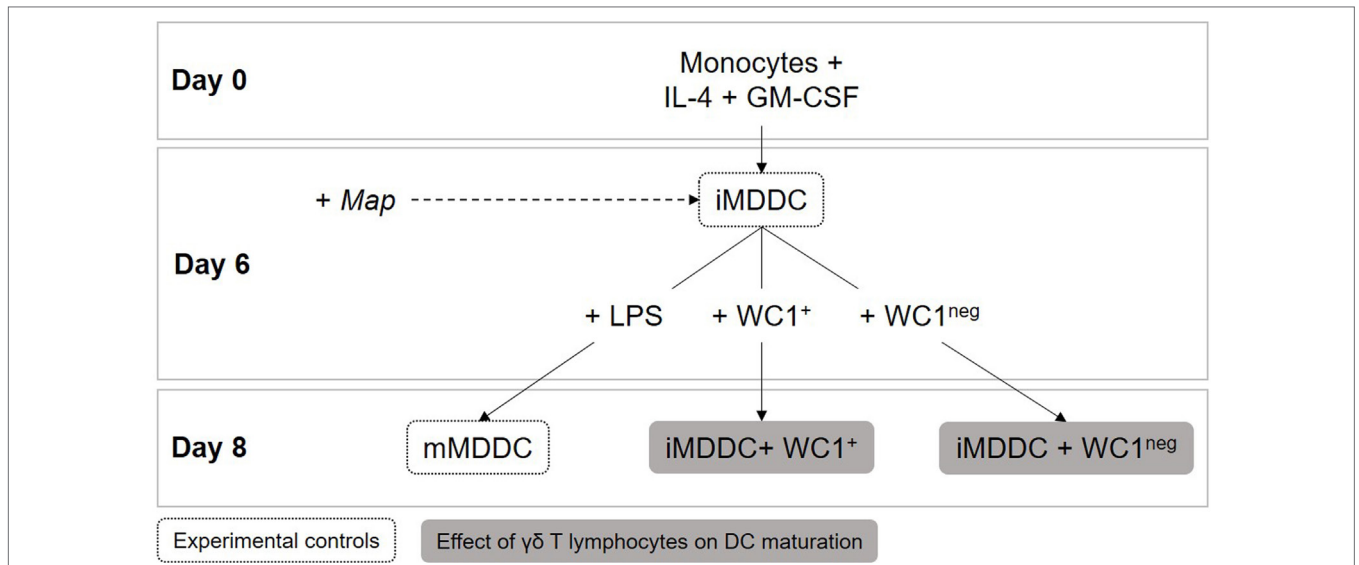 Day 0
Monocytes +
IL-4 + GM-CSF
Day 6
+ Map
iMDDC
+ LPS
+ WC1⁺
+ WC1ⁿᵉᵍ
Day 8
mMDDC
iMDDC+ WC1⁺
iMDDC + WC1ⁿᵉᵍ
Experimental controls
Effect of γδ T lymphocytes on DC maturation